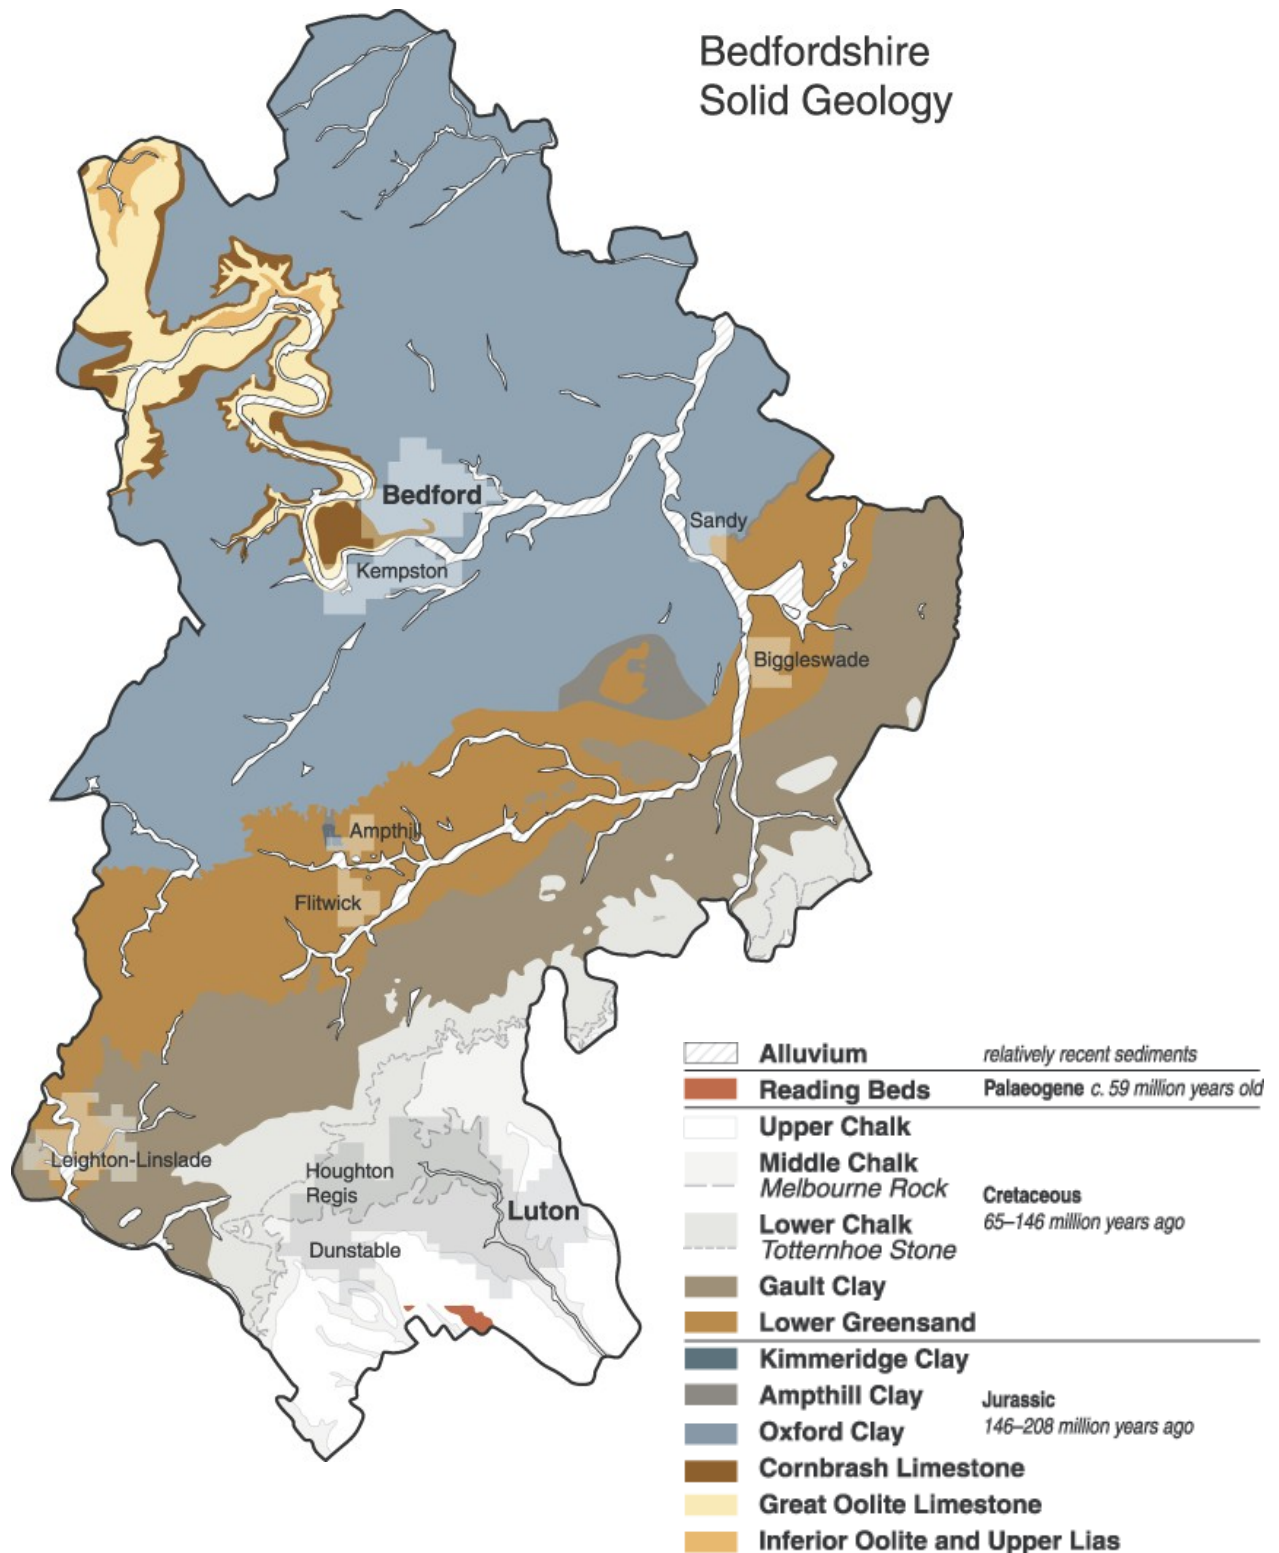 Bedfordshire
Solid Geology
Bedford
Sandy
Kempston
Biggleswade
Ampthill
Flitwick
Leighton-Linslade
Houghton
Regis
Luton
Dunstable
Alluvium relatively recent sediments
Reading Beds Palaeogene c. 59 million years old
Upper Chalk
Middle Chalk
Melbourne Rock
Cretaceous
65–146 million years ago
Lower Chalk
Totternhoe Stone
Gault Clay
Lower Greensand
Kimmeridge Clay
Ampthill Clay
Jurassic
146–208 million years ago
Oxford Clay
Cornbrash Limestone
Great Oolite Limestone
Inferior Oolite and Upper Lias